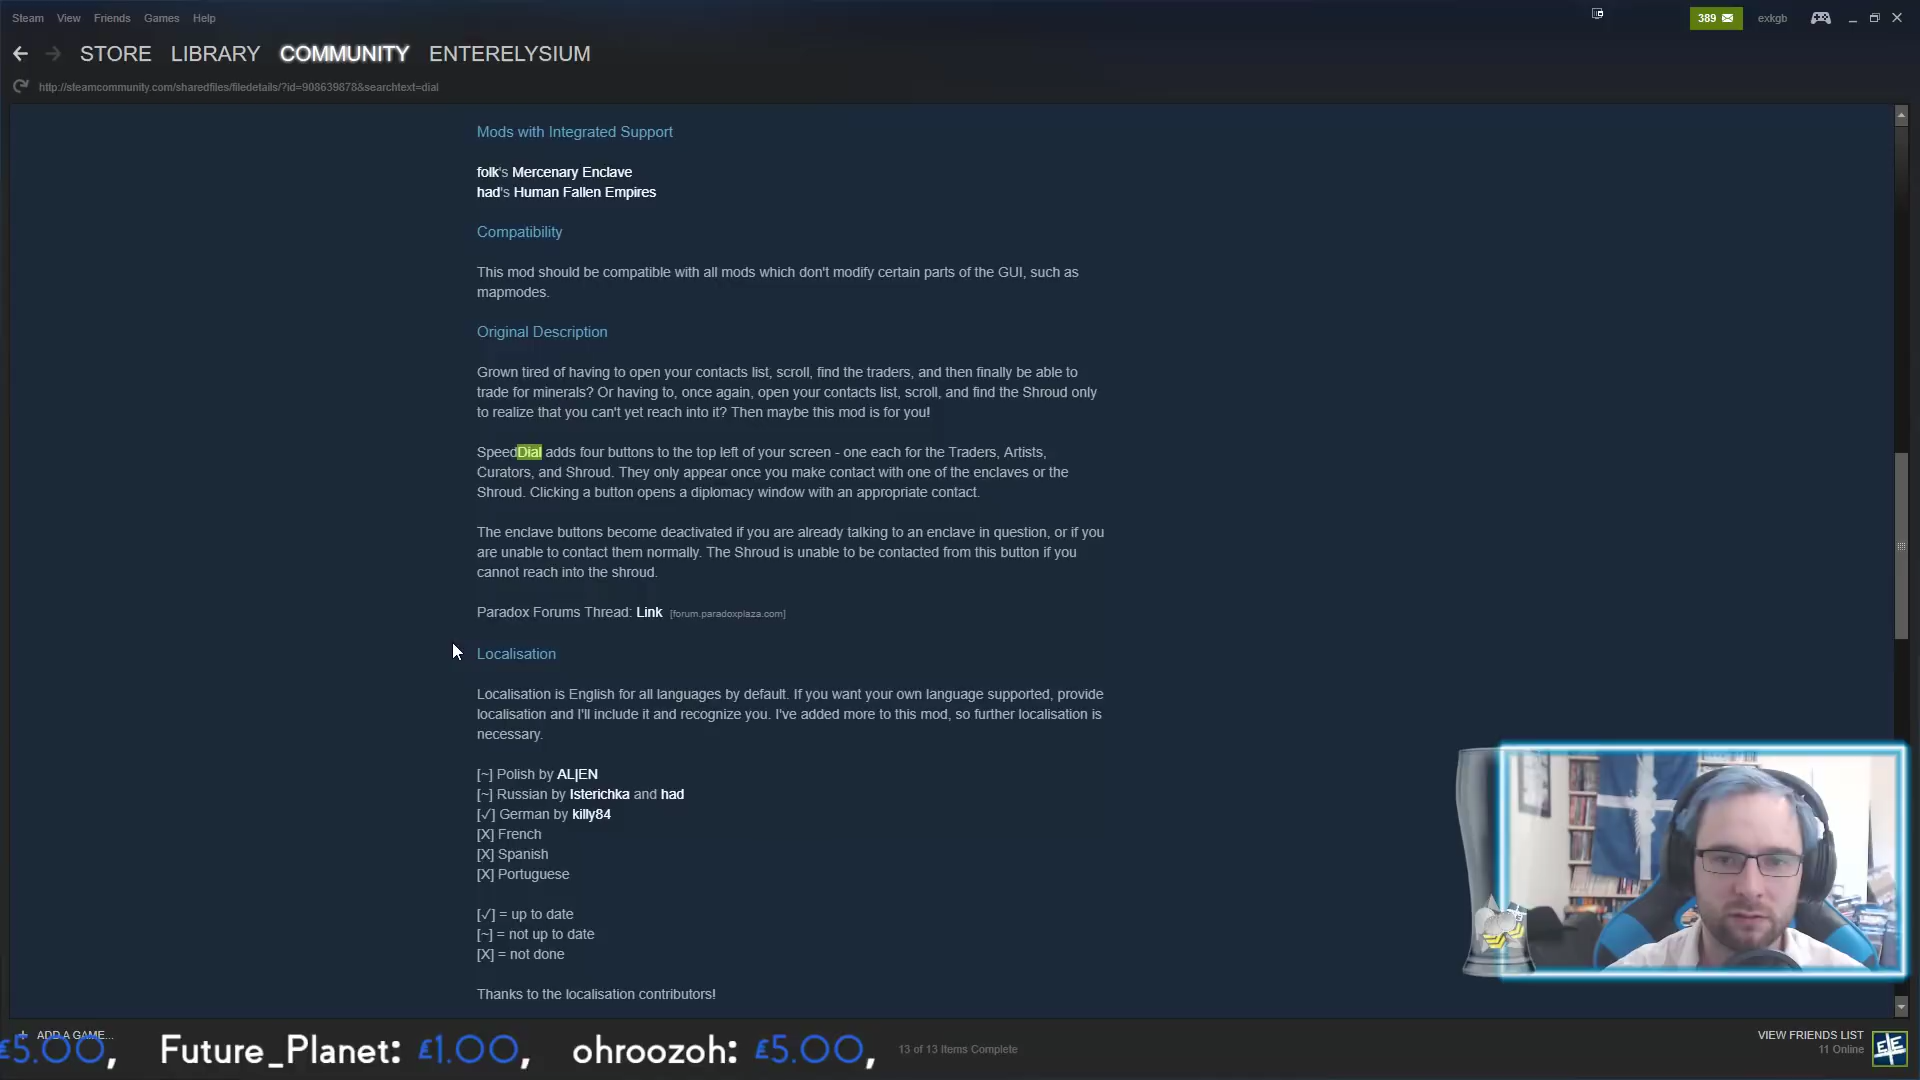 Steam View Friends Games Help
389 exkgb
STORE LIBRARY COMMUNITY ENTERELYSIUM
http://steamcommunity.com/sharedfiles/filedetails/?id=908639878&searchtext=dial
Mods with Integrated Support
folk's Mercenary Enclave
had's Human Fallen Empires
Compatibility
This mod should be compatible with all mods which don't modify certain parts of the GUI, such as
mapmodes.
Original Description
Grown tired of having to open your contacts list, scroll, find the traders, and then finally be able to
trade for minerals? Or having to, once again, open your contacts list, scroll, and find the Shroud only
to realize that you can't yet reach into it? Then maybe this mod is for you!
SpeedDial adds four buttons to the top left of your screen - one each for the Traders, Artists,
Curators, and Shroud. They only appear once you make contact with one of the enclaves or the
Shroud. Clicking a button opens a diplomacy window with an appropriate contact.
The enclave buttons become deactivated if you are already talking to an enclave in question, or if you
are unable to contact them normally. The Shroud is unable to be contacted from this button if you
cannot reach into the shroud.
Paradox Forums Thread: Link [forum.paradoxplaza.com]
Localisation
Localisation is English for all languages by default. If you want your own language supported, provide
localisation and I'll include it and recognize you. I've added more to this mod, so further localisation is
necessary.
[~] Polish by AL|EN
[~] Russian by Isterichka and had
[✓] German by killy84
[X] French
[X] Spanish
[X] Portuguese
[✓] = up to date
[~] = not up to date
[X] = not done
Thanks to the localisation contributors!
+ ADD A GAME...
£5.00, Future_Planet: £1.00, ohroozoh: £5.00,
13 of 13 Items Complete
VIEW FRIENDS LIST
11 Online